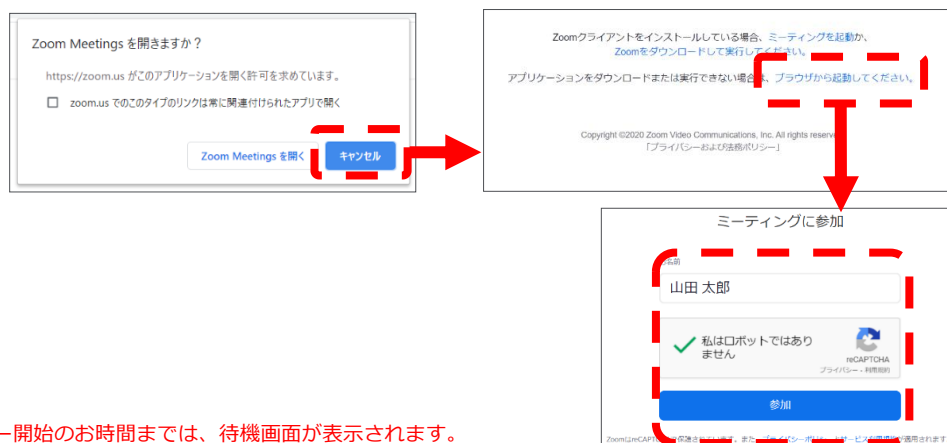 Zoom Meetings を開きますか？
https://zoom.us がこのアプリケーションを開く許可を求めています。
zoom.us でのこのタイプのリンクは常に関連付けられたアプリで開く
Zoom Meetings を開く
キャンセル
Zoomクライアントをインストールしている場合、ミーティングを起動か、
Zoomをダウンロードして実行してください。
アプリケーションをダウンロードまたは実行できない場合は、ブラウザから起動してください。
Copyright ©2020 Zoom Video Communications, Inc. All rights reserve
「プライバシーおよび法務ポリシー」
ミーティングに参加
名前
山田 太郎
私はロボットではあり
ません
reCAPTCHA
プライバシー - 利用規約
参加
ー開始のお時間までは、待機画面が表示されます。